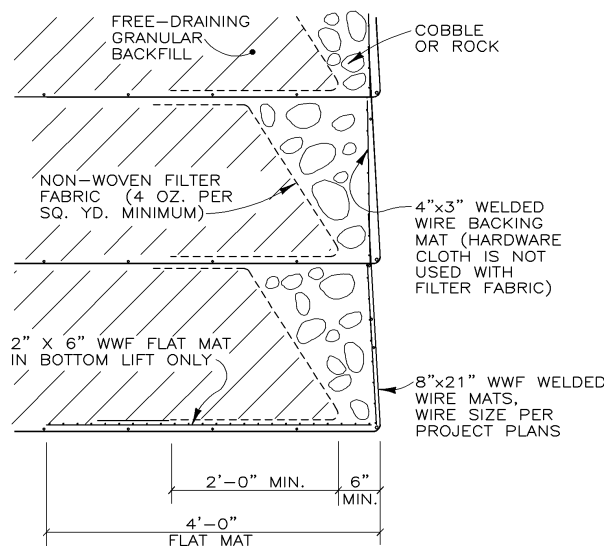 FREE-DRAINING
GRANULAR
BACKFILL
COBBLE
OR ROCK
NON-WOVEN FILTER
FABRIC (4 OZ. PER
SQ. YD. MINIMUM)
4"x3" WELDED
WIRE BACKING
MAT (HARDWARE
CLOTH IS NOT
USED WITH
FILTER FABRIC)
2" X 6" WWF FLAT MAT
IN BOTTOM LIFT ONLY
8"x21" WWF WELDED
WIRE MATS,
WIRE SIZE PER
PROJECT PLANS
2'-0" MIN.
6"
MIN.
4'-0"
FLAT MAT